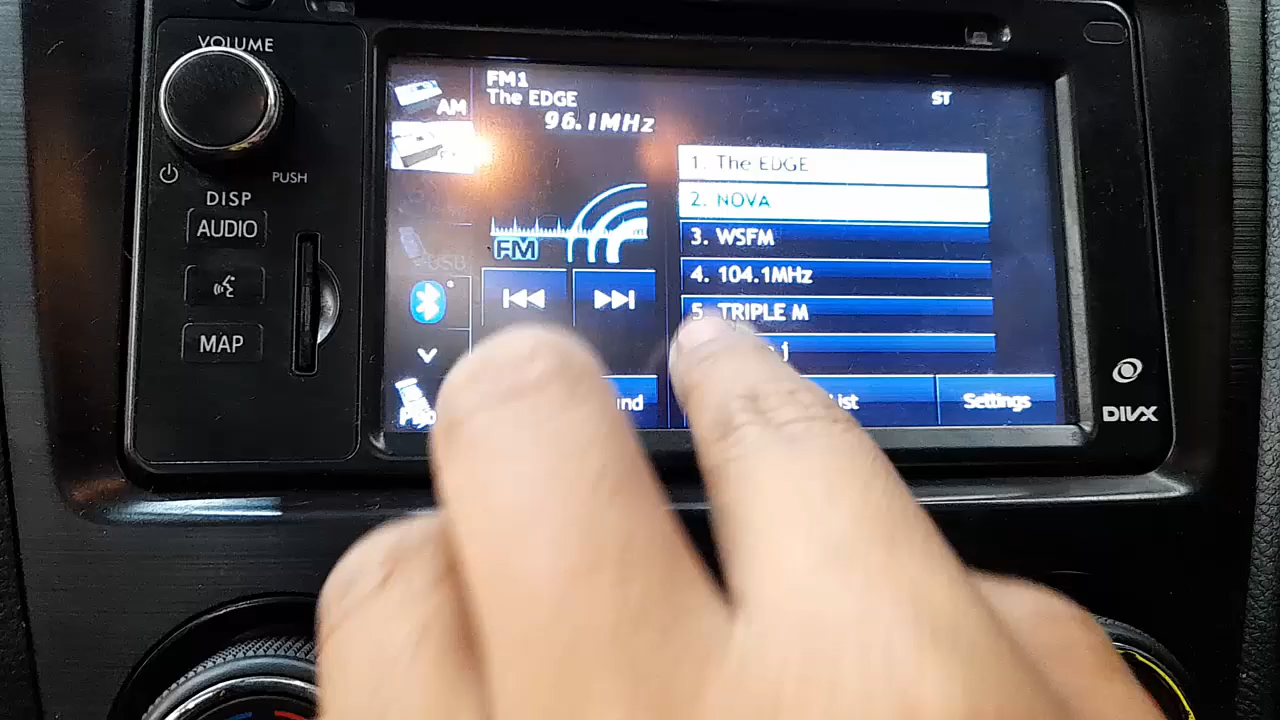 VOLUME
PUSH
DISP
AUDIO
MAP
AM
FM1
The EDGE
96.1MHz
ST
FM
USB
1. The EDGE
2. NOVA
3. WSFM
4. 104.1MHz
5. TRIPLE M
Settings
DIVX